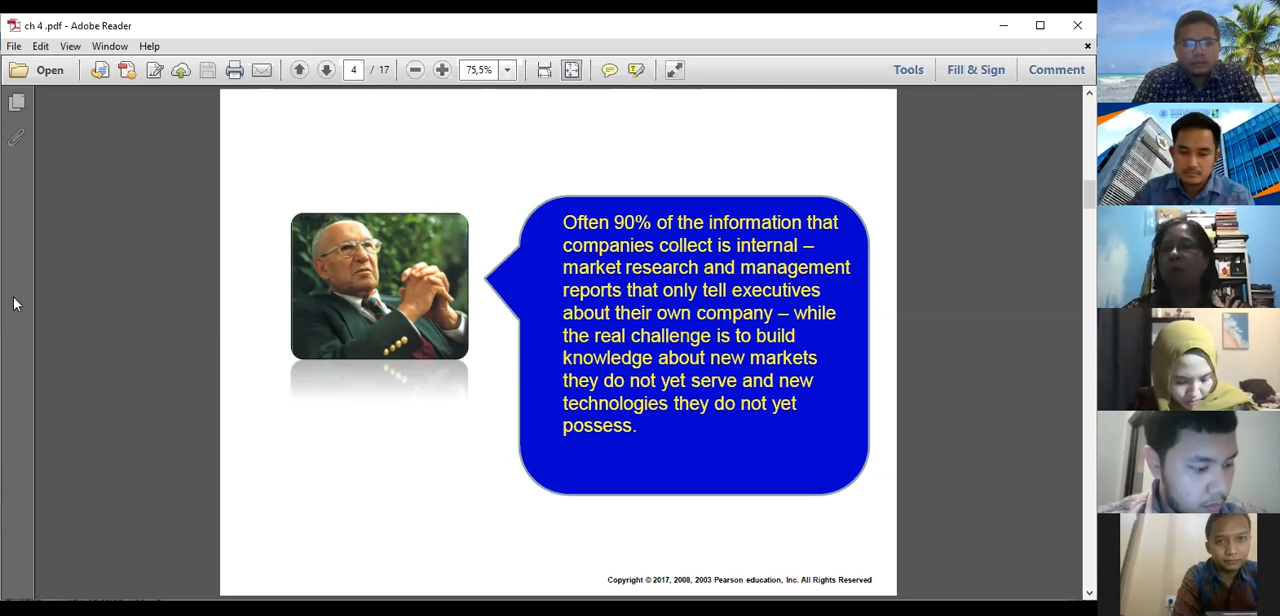 ch 4 .pdf - Adobe Reader
File Edit View Window Help
Open 4 / 17 75,5% Tools Fill & Sign Comment
Often 90% of the information that
companies collect is internal –
market research and management
reports that only tell executives
about their own company – while
the real challenge is to build
knowledge about new markets
they do not yet serve and new
technologies they do not yet
possess.
Copyright © 2017, 2008, 2003 Pearson education, Inc. All Rights Reserved